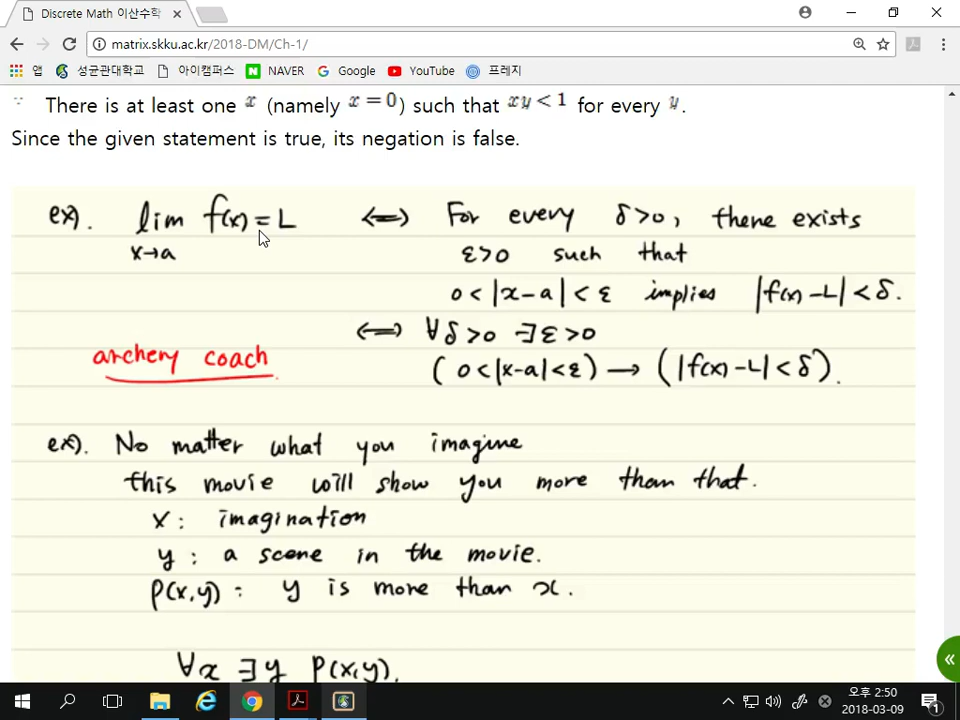 Discrete Math 이산수학
matrix.skku.ac.kr/2018-DM/Ch-1/
앱 성균관대학교 아이캠퍼스 NAVER Google YouTube 프레지
∵ There is at least one x (namely x = 0) such that xy < 1 for every y.
Since the given statement is true, its negation is false.
ex). lim f(x) = L ⟺ For every δ>0, there exists
x→a ε>0 such that
0 < |x-a| < ε implies |f(x)-L| < δ.
⟺ ∀δ>0 ∃ε>0
archery coach (0<|x-a|<ε) → (|f(x)-L|<δ).
ex). No matter what you imagine
this movie will show you more than that.
x : imagination
y : a scene in the movie.
P(x,y) : y is more than x.
∀x ∃y P(x,y).
오후 2:50
2018-03-09
1